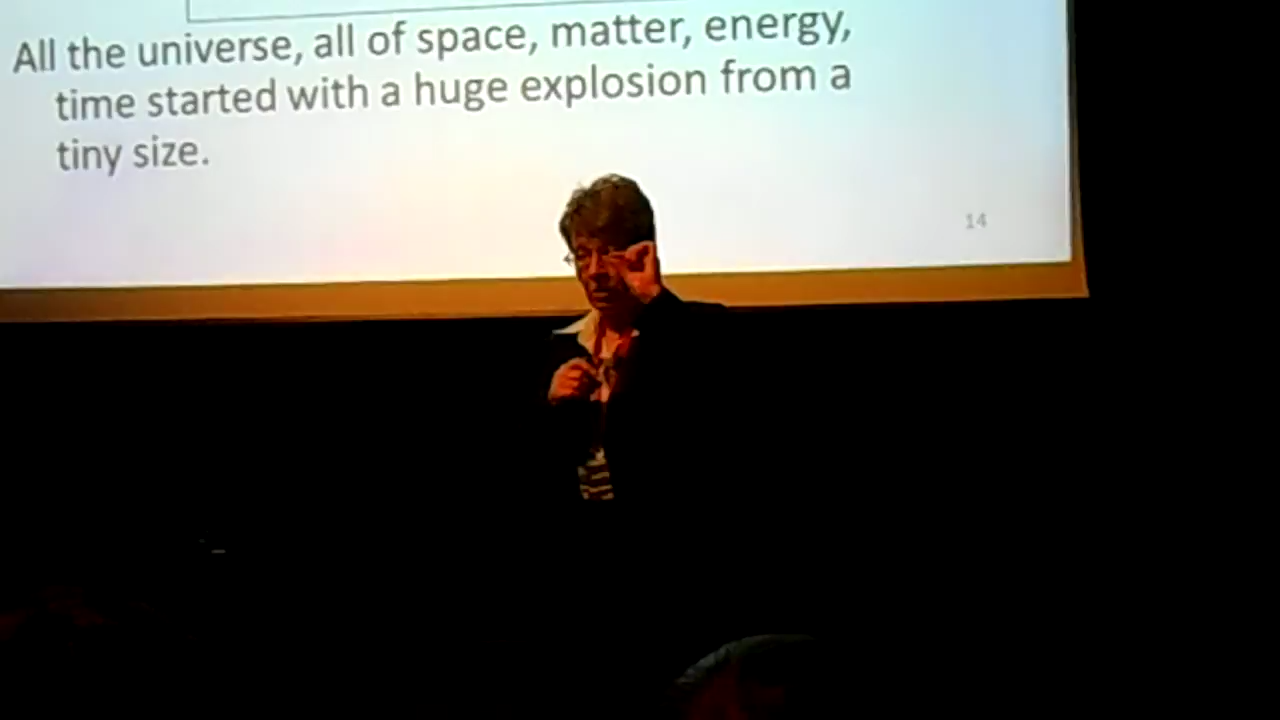 All the universe, all of space, matter, energy,
time started with a huge explosion from a
tiny size.
14